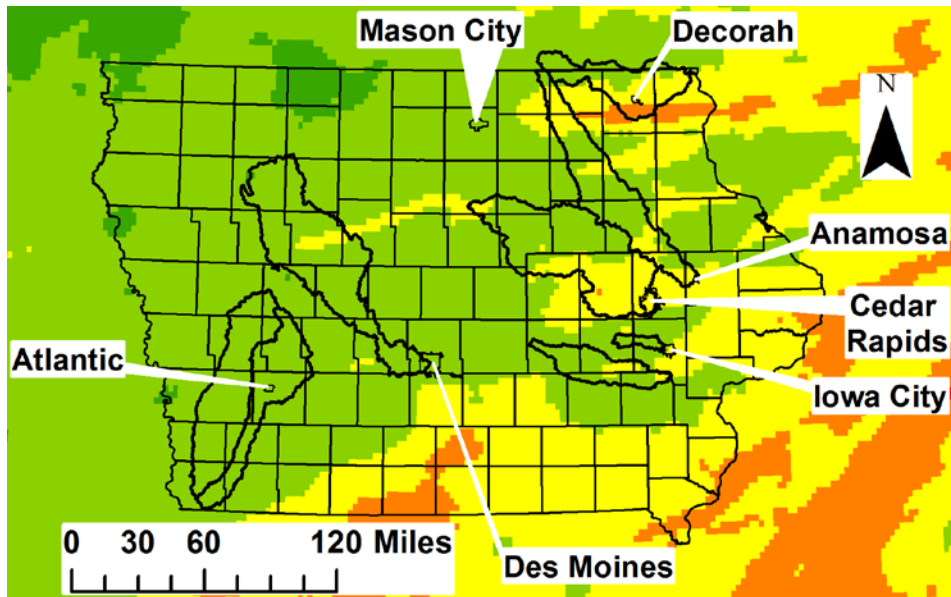 Mason City
Decorah
N
Anamosa
Cedar
Rapids
Atlantic
Iowa City
0 30 60 120 Miles
Des Moines